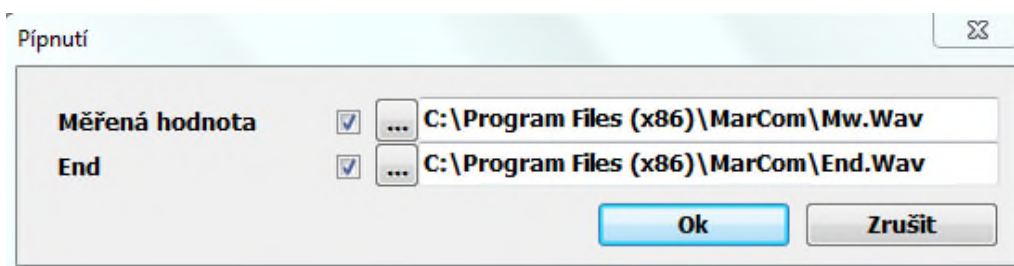 Pípnutí
Měřená hodnota ... C:\Program Files (x86)\MarCom\Mw.Wav
End ... C:\Program Files (x86)\MarCom\End.Wav
Ok Zrušit